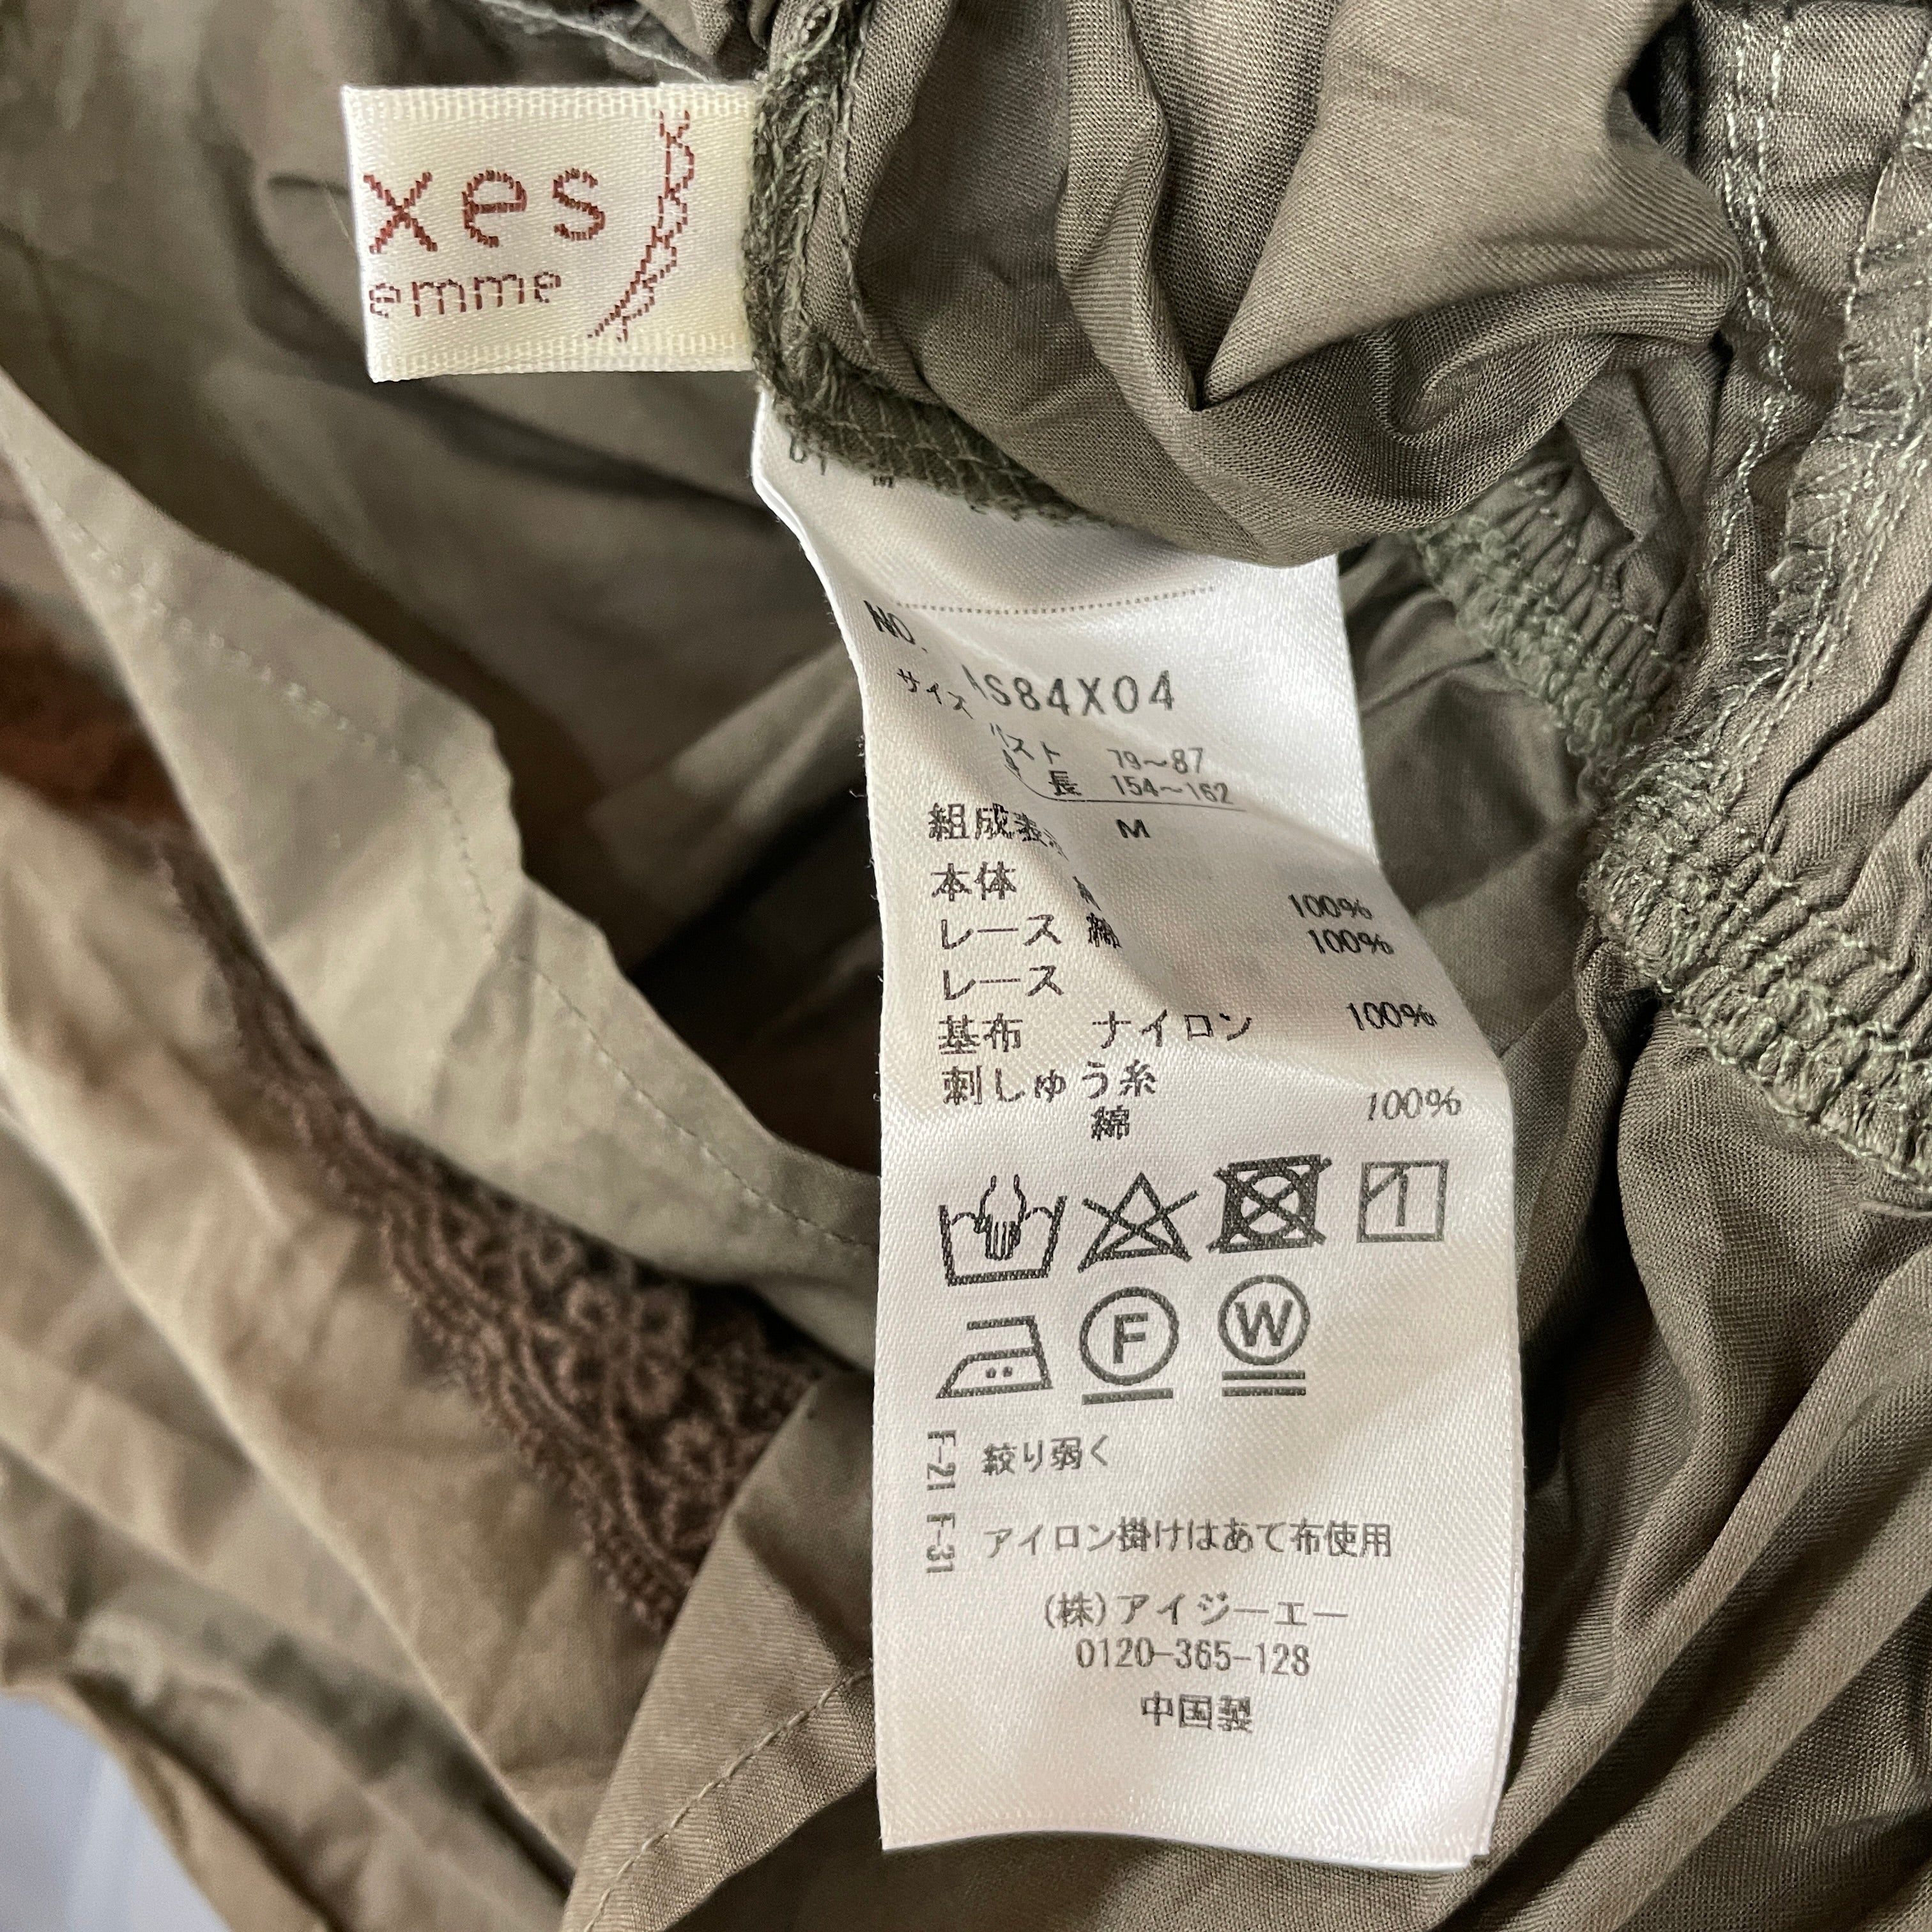 xes
emme
NO. AS84X04
サイズ
バスト 79~87
身長 154~162
M
組成表示
本体 綿 100%
レース 綿 100%
レース
基布 ナイロン 100%
刺しゅう糸
綿 100%
F
W
F-21 絞り弱く
F-31 アイロン掛けはあて布使用
(株)アイジーエー
0120-365-128
中国製